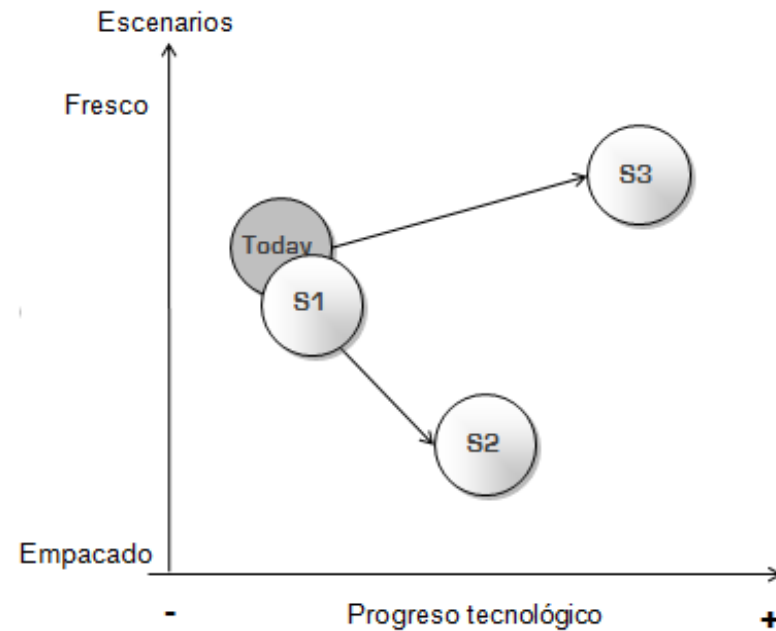 Escenarios
Fresco
S3
Today
S1
S2
Empacado
- Progreso tecnológico +